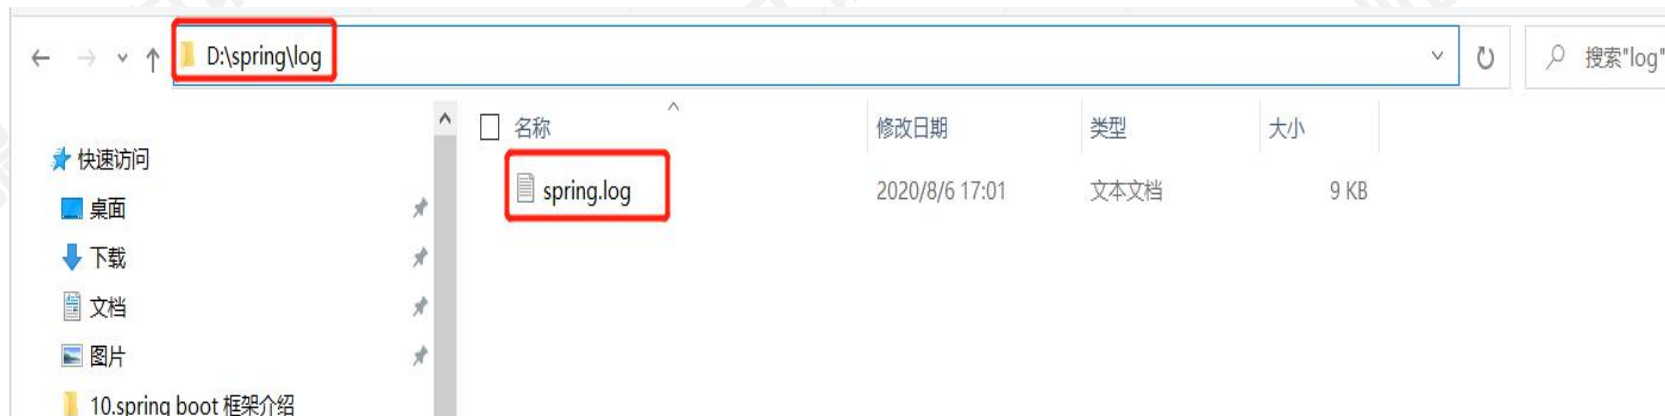 D:\spring\log
搜索"log"
名称 修改日期 类型 大小
快速访问
spring.log 2020/8/6 17:01 文本文档 9 KB
桌面
下载
文档
图片
10.spring boot 框架介绍